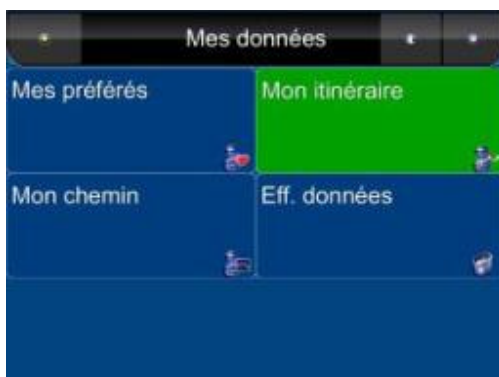 Mes données
Mes préférés
Mon itinéraire
Mon chemin
Eff. données